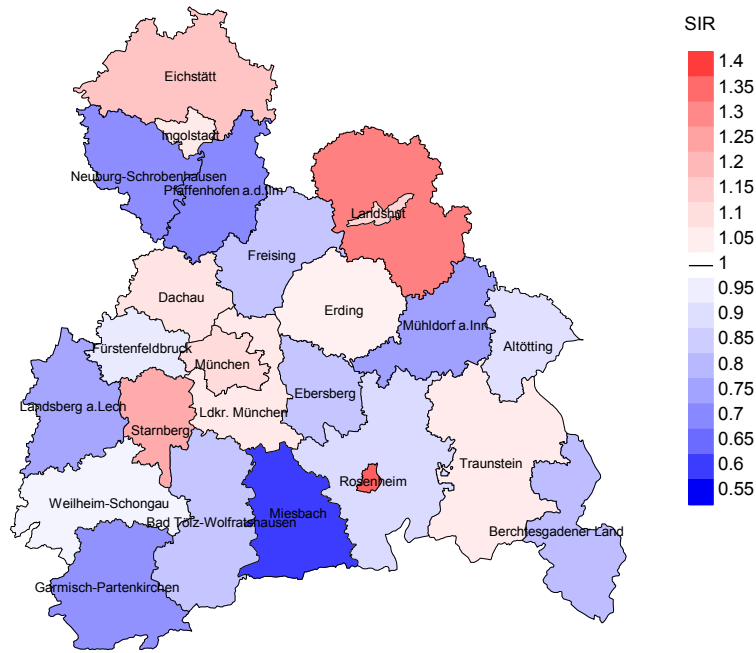 SIR
1.4
1.35
1.3
1.25
1.2
1.15
1.1
1.05
1
0.95
0.9
0.85
0.8
0.75
0.7
0.65
0.6
0.55
Eichstätt
Ingolstadt
Neuburg-Schrobenhausen
Pfaffenhofen a.d.Ilm
Landshut
Freising
Dachau
Erding
Mühldorf a.Inn
Altötting
Fürstenfeldbruck
München
Ebersberg
Landsberg a.Lech
Ldkr. München
Starnberg
Traunstein
Rosenheim
Weilheim-Schongau
Miesbach
Bad Tölz-Wolfratshausen
Berchtesgadener Land
Garmisch-Partenkirchen